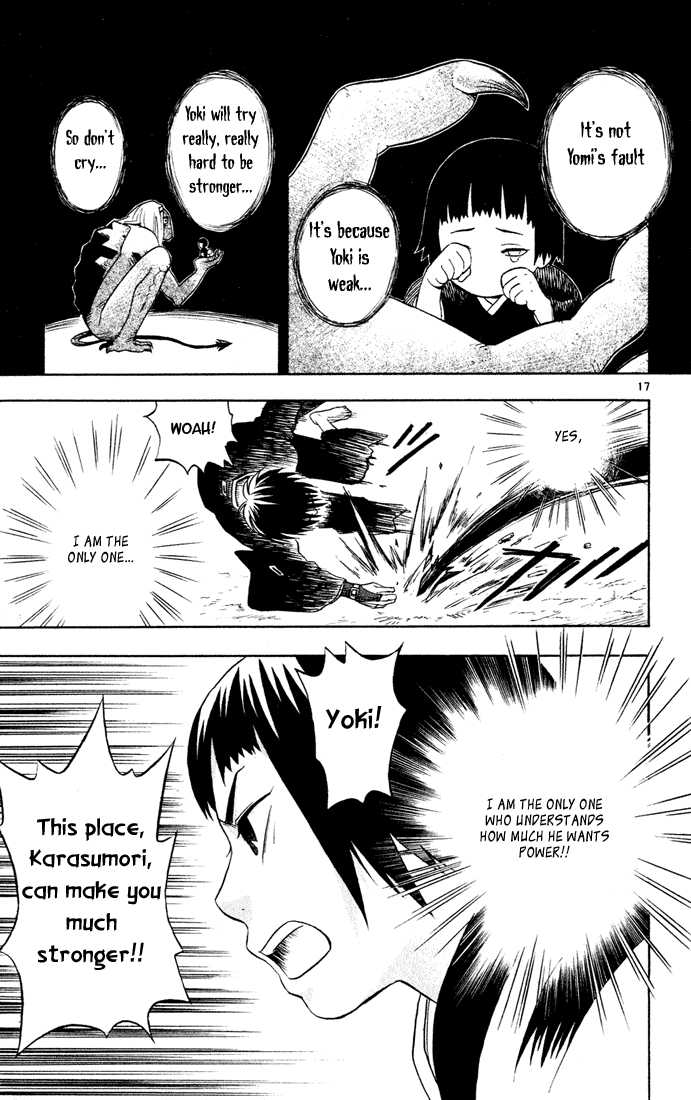 It's not
Yomi's fault
It's because
Yoki is
weak...
Yoki will try
really, really
hard to be
stronger...
So don't
cry...
17
YES,
WOAH!
I AM THE
ONLY ONE...
I AM THE ONLY ONE
WHO UNDERSTANDS
HOW MUCH HE WANTS
POWER!!
Yoki!
This place,
Karasumori,
can make you
much
stronger!!